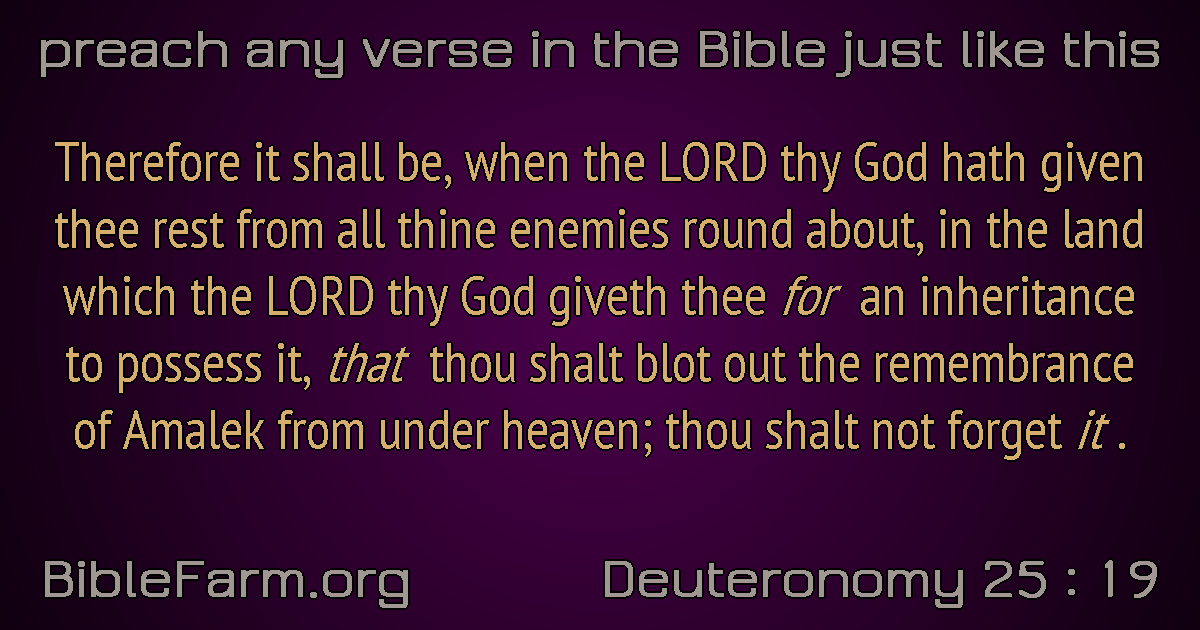 preach any verse in the Bible just like this
Therefore it shall be, when the LORD thy God hath given
thee rest from all thine enemies round about, in the land
which the LORD thy God giveth thee for an inheritance
to possess it, that thou shalt blot out the remembrance
of Amalek from under heaven; thou shalt not forget it .
BibleFarm.org
Deuteronomy 25 : 19